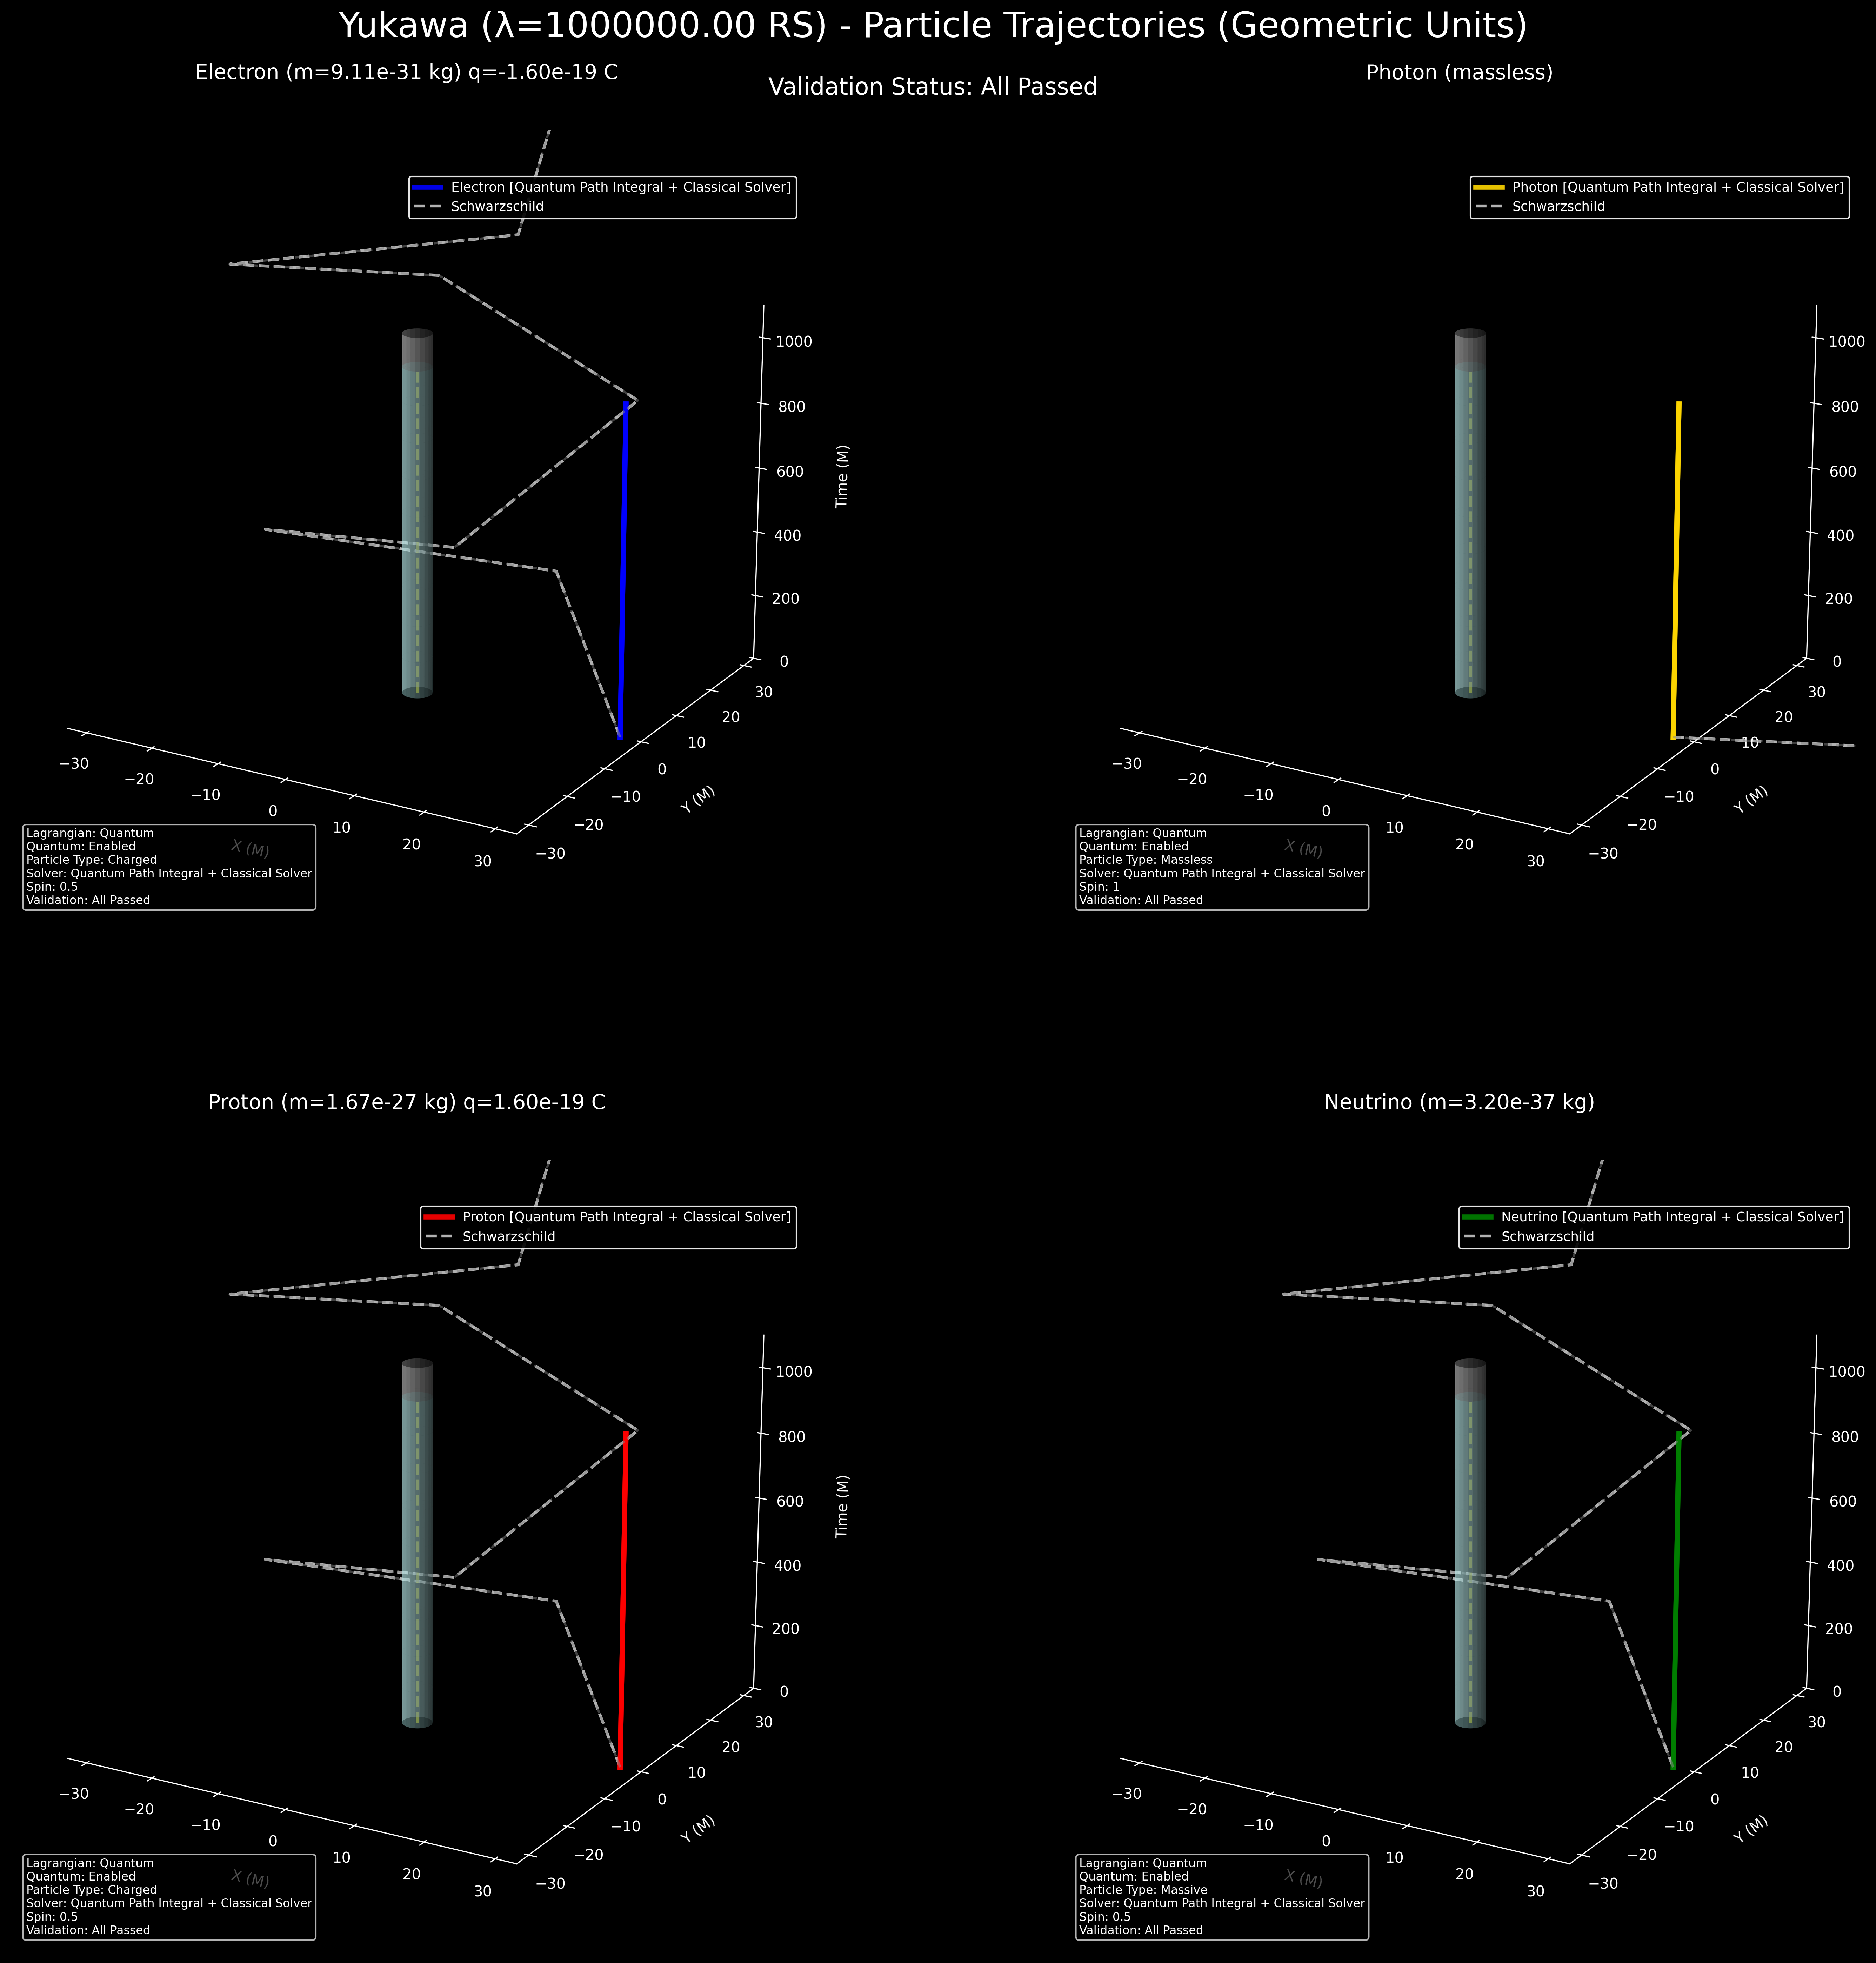 Yukawa (λ=1000000.00 RS) - Particle Trajectories (Geometric Units)
Validation Status: All Passed
Electron (m=9.11e-31 kg) q=-1.60e-19 C
Electron [Quantum Path Integral + Classical Solver]
Schwarzschild
1000
800
600
400
200
0
Time (M)
30
20
10
0
−10
−20
−30
Y (M)
−30
−20
−10
0
10
20
30
X (M)
Lagrangian: Quantum
Quantum: Enabled
Particle Type: Charged
Solver: Quantum Path Integral + Classical Solver
Spin: 0.5
Validation: All Passed
Photon (massless)
Photon [Quantum Path Integral + Classical Solver]
Schwarzschild
1000
800
600
400
200
0
30
20
10
0
−10
−20
−30
Y (M)
−30
−20
−10
0
10
20
30
X (M)
Lagrangian: Quantum
Quantum: Enabled
Particle Type: Massless
Solver: Quantum Path Integral + Classical Solver
Spin: 1
Validation: All Passed
Proton (m=1.67e-27 kg) q=1.60e-19 C
Proton [Quantum Path Integral + Classical Solver]
Schwarzschild
1000
800
600
400
200
0
Time (M)
30
20
10
0
−10
−20
−30
Y (M)
−30
−20
−10
0
10
20
30
X (M)
Lagrangian: Quantum
Quantum: Enabled
Particle Type: Charged
Solver: Quantum Path Integral + Classical Solver
Spin: 0.5
Validation: All Passed
Neutrino (m=3.20e-37 kg)
Neutrino [Quantum Path Integral + Classical Solver]
Schwarzschild
1000
800
600
400
200
0
30
20
10
0
−10
−20
−30
Y (M)
−30
−20
−10
0
10
20
30
X (M)
Lagrangian: Quantum
Quantum: Enabled
Particle Type: Massive
Solver: Quantum Path Integral + Classical Solver
Spin: 0.5
Validation: All Passed